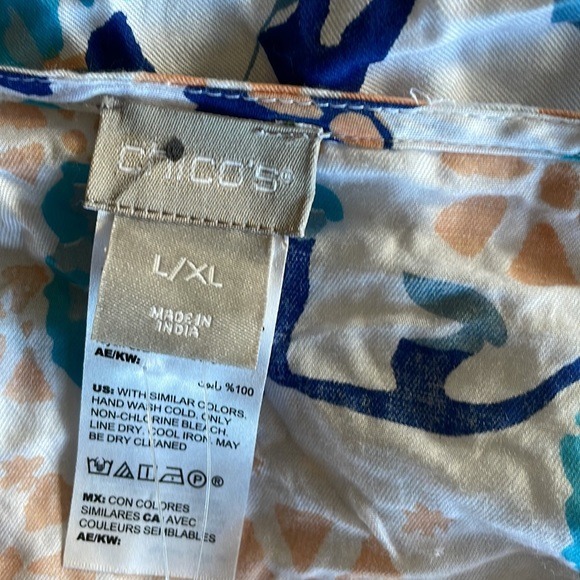 CHICO'S®
L/XL
MADE IN
INDIA
AE/KW:
%100
US: WITH SIMILAR COLORS.
HAND WASH COLD. ONLY
NON-CHLORINE BLEACH.
LINE DRY. COOL IRON. MAY
BE DRY CLEANED
P ®
MX: CON COLORES
SIMILARES CA: AVEC
COULEURS SEMBLABLES
AE/KW: